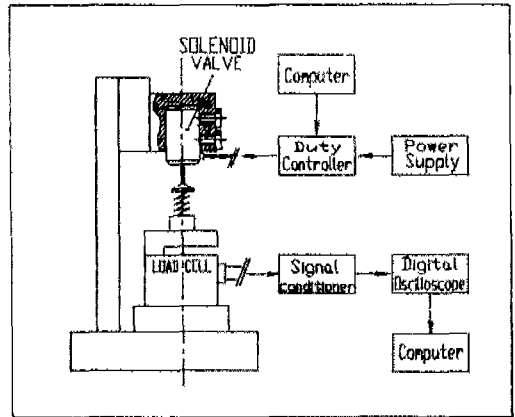 SOLENOID
VALVE
Computer
Duty
Controller
Power
Supply
LOAD CELL
Signal
conditioner
Digital
Oscilloscope
Computer